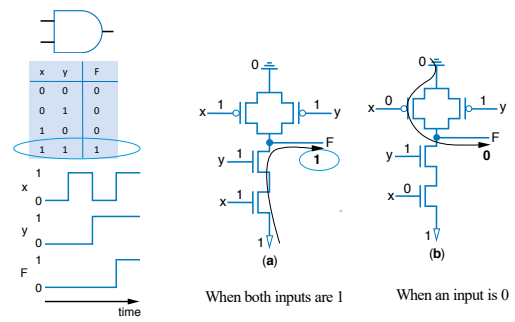 x y F
0 0 0
0 1 0
1 0 0
1 1 1
x
1
0
y
1
0
F
1
0
time
0
x 1
1 y
F
1
y 1
x 1
1
(a)
When both inputs are 1
0
x 0
1 y
F
0
y 1
x 0
1
(b)
When an input is 0